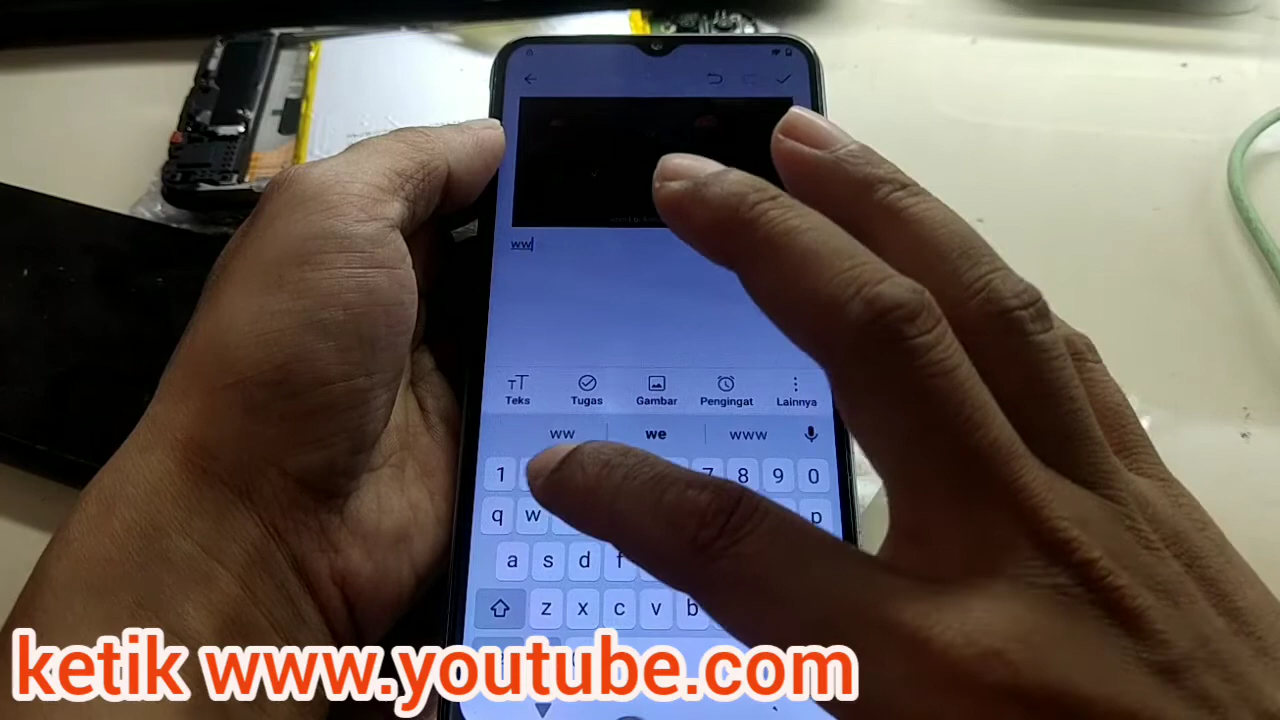 ww
Teks Tugas Gambar Pengingat Lainnya
ww we www
1 7 8 9 0
q w p
a s d f
z x c v b
ketik www.youtube.com